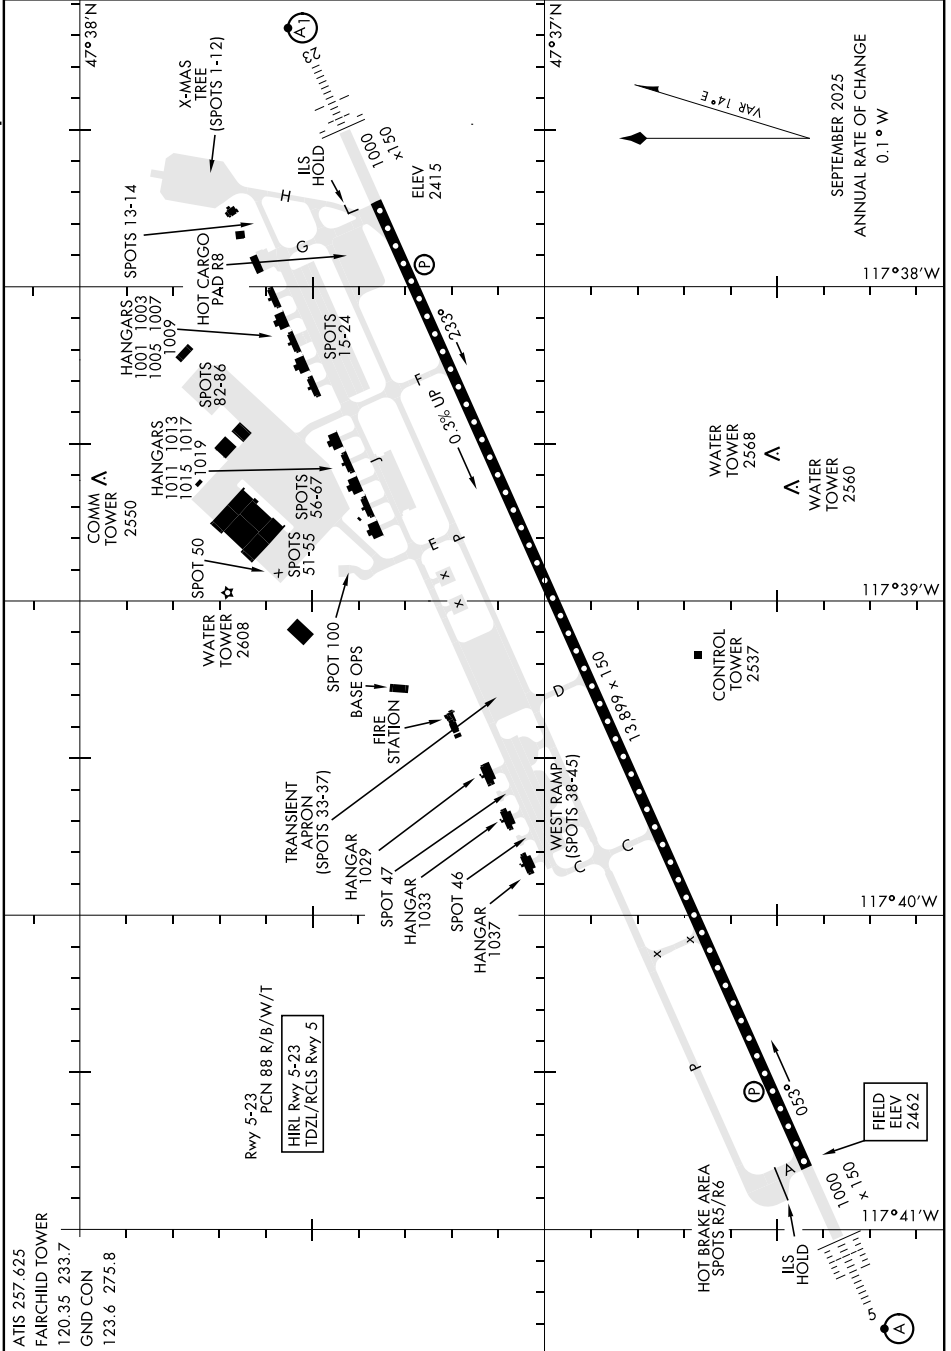 ATIS 257.625
FAIRCHILD TOWER
120.35 233.7
GND CON
123.6 275.8
Rwy 5-23
PCN 88 R/B/W/T
HIRL Rwy 5-23
TDZL/RCLS Rwy 5
47°38'N
47°37'N
X-MAS
TREE
(SPOTS 1-12)
A1
23
1000
x 150
ILS
HOLD
L
ELEV
2415
H
G
SPOTS 13-14
HOT CARGO
PAD R8
HANGARS
1001 1003
1005 1007
1009
SPOTS
15-24
SPOTS
82-86
HANGARS
1011 1013
1015 1017
1019
J
F
SPOTS
56-67
SPOTS
51-55
SPOT 50
COMM
TOWER
2550
WATER
TOWER
2608
SPOT 100
BASE OPS
FIRE
STATION
E
P
x
x
x
TRANSIENT
APRON
(SPOTS 33-37)
HANGAR
1029
SPOT 47
HANGAR
1033
SPOT 46
HANGAR
1037
WEST RAMP
(SPOTS 38-45)
D
C
C
P
233°
0.3% UP
13,899 x 150
P
x
x
P
053°
A
FIELD
ELEV
2462
1000
x 150
HOT BRAKE AREA
SPOTS R5/R6
ILS
HOLD
5
A
WATER
TOWER
2568
WATER
TOWER
2560
CONTROL
TOWER
2537
VAR 14°E
SEPTEMBER 2025
ANNUAL RATE OF CHANGE
0.1° W
117°38'W
117°39'W
117°40'W
117°41'W